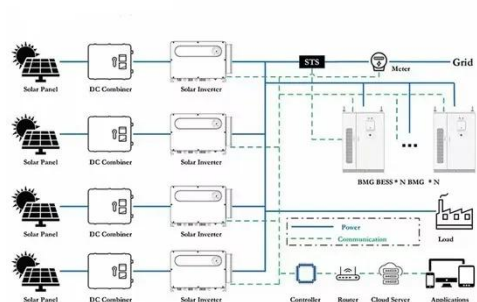 STS
Meter
Grid
Solar Panel
DC Combiner
Solar Inverter
Solar Panel
DC Combiner
Solar Inverter
BMG BESS * N BMG * N
Solar Panel
DC Combiner
Solar Inverter
Power
Communication
Load
Solar Panel
DC Combiner
Solar Inverter
Controller
Router
Cloud Server
Applications